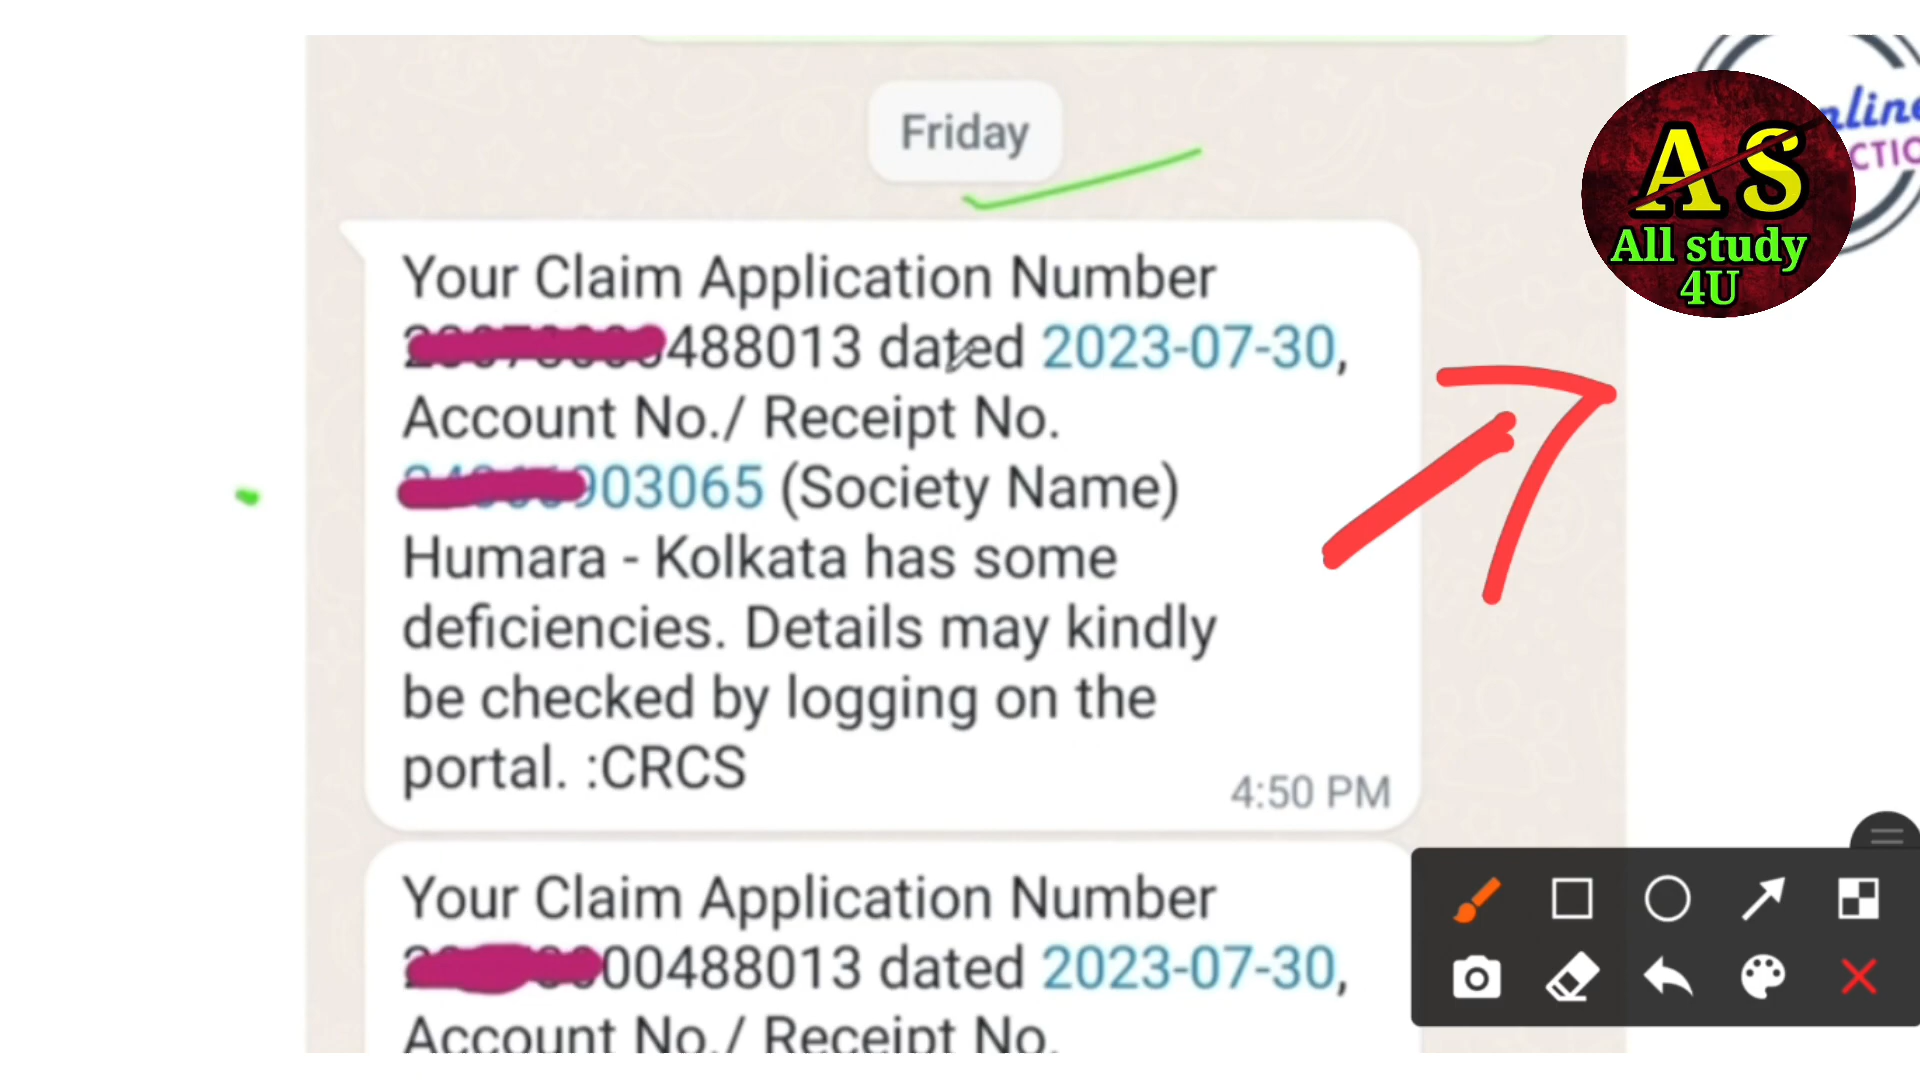 Friday
Your Claim Application Number
488013 dated 2023-07-30,
Account No./ Receipt No.
903065 (Society Name)
Humara - Kolkata has some
deficiencies. Details may kindly
be checked by logging on the
portal. :CRCS
4:50 PM
Your Claim Application Number
00488013 dated 2023-07-30,
Account No./ Receipt No.
AS
All study
4U